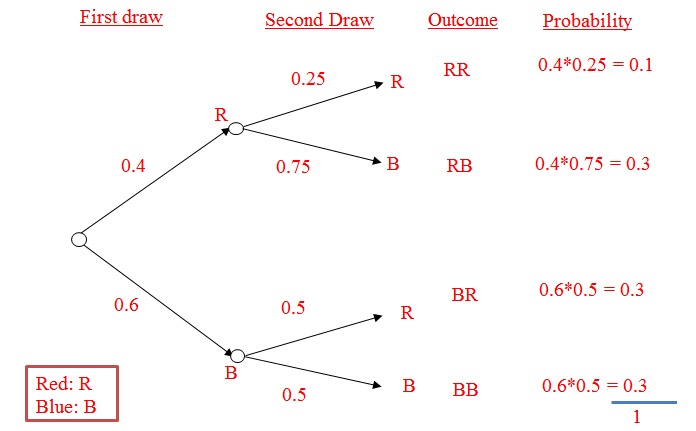 First draw
Second Draw
Outcome
Probability
0.25
R
RR
0.4*0.25 = 0.1
R
0.4
0.75
B
RB
0.4*0.75 = 0.3
0.6
0.5
R
BR
0.6*0.5 = 0.3
B
0.5
B
BB
0.6*0.5 = 0.3
1
Red: R
Blue: B